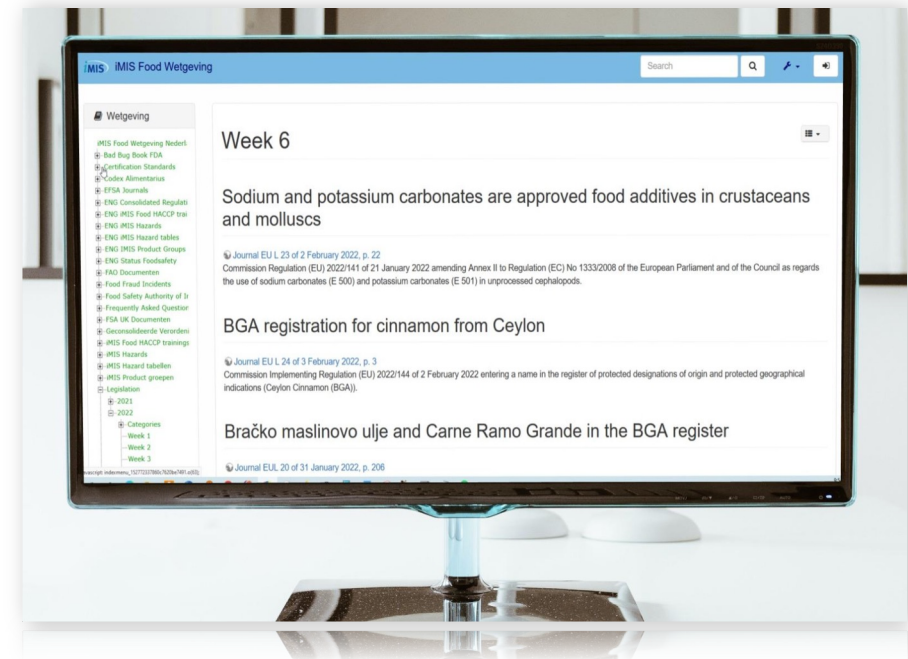 iMIS iMIS Food Wetgeving
Search
Wetgeving
iMIS Food Wetgeving Nederl
Bad Bug Book FDA
Certification Standards
Codex Alimentarius
EFSA Journals
ENG Consolidated Regulati
ENG iMIS Food HACCP trai
ENG iMIS Hazards
ENG iMIS Hazard tables
ENG IMIS Product Groups
ENG Status Foodsafety
FAO Documenten
Food Fraud Incidents
Food Safety Authority of Ir
Frequently Asked Question
FSA UK Documenten
Geconsolideerde Verordeni
iMIS Food HACCP trainings
iMIS Hazards
iMIS Hazard tabellen
iMIS Product groepen
Legislation
2021
2022
Categories
Week 1
Week 2
Week 3
Week 6
Sodium and potassium carbonates are approved food additives in crustaceans
and molluscs
Journal EU L 23 of 2 February 2022, p. 22
Commission Regulation (EU) 2022/141 of 21 January 2022 amending Annex II to Regulation (EC) No 1333/2008 of the European Parliament and of the Council as regards
the use of sodium carbonates (E 500) and potassium carbonates (E 501) in unprocessed cephalopods.
BGA registration for cinnamon from Ceylon
Journal EU L 24 of 3 February 2022, p. 3
Commission Implementing Regulation (EU) 2022/144 of 2 February 2022 entering a name in the register of protected designations of origin and protected geographical
indications (Ceylon Cinnamon (BGA)).
Bračko maslinovo ulje and Carne Ramo Grande in the BGA register
Journal EUL 20 of 31 January 2022, p. 206